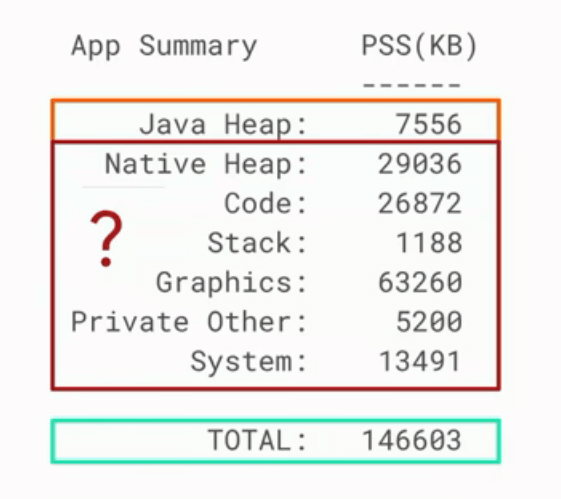 App Summary PSS(KB)
------
Java Heap: 7556
Native Heap: 29036
Code: 26872
?
Stack: 1188
Graphics: 63260
Private Other: 5200
System: 13491
TOTAL: 146603